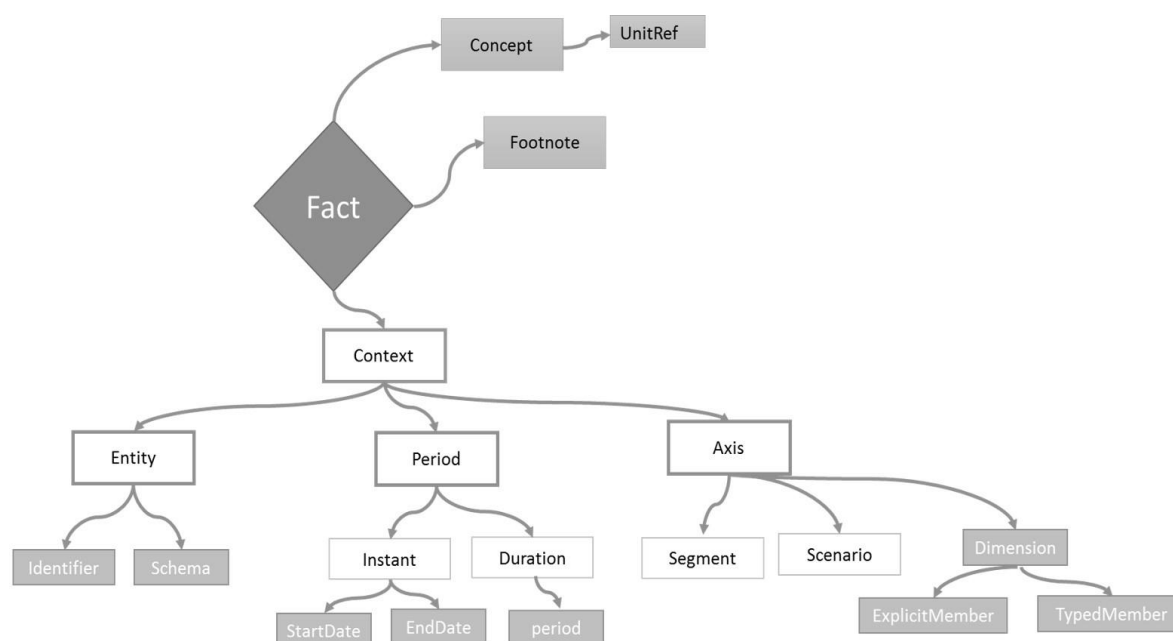 Concept
UnitRef
Footnote
Fact
Context
Entity
Period
Axis
Identifier
Schema
Instant
Duration
Segment
Scenario
Dimension
StartDate
EndDate
period
ExplicitMember
TypedMember